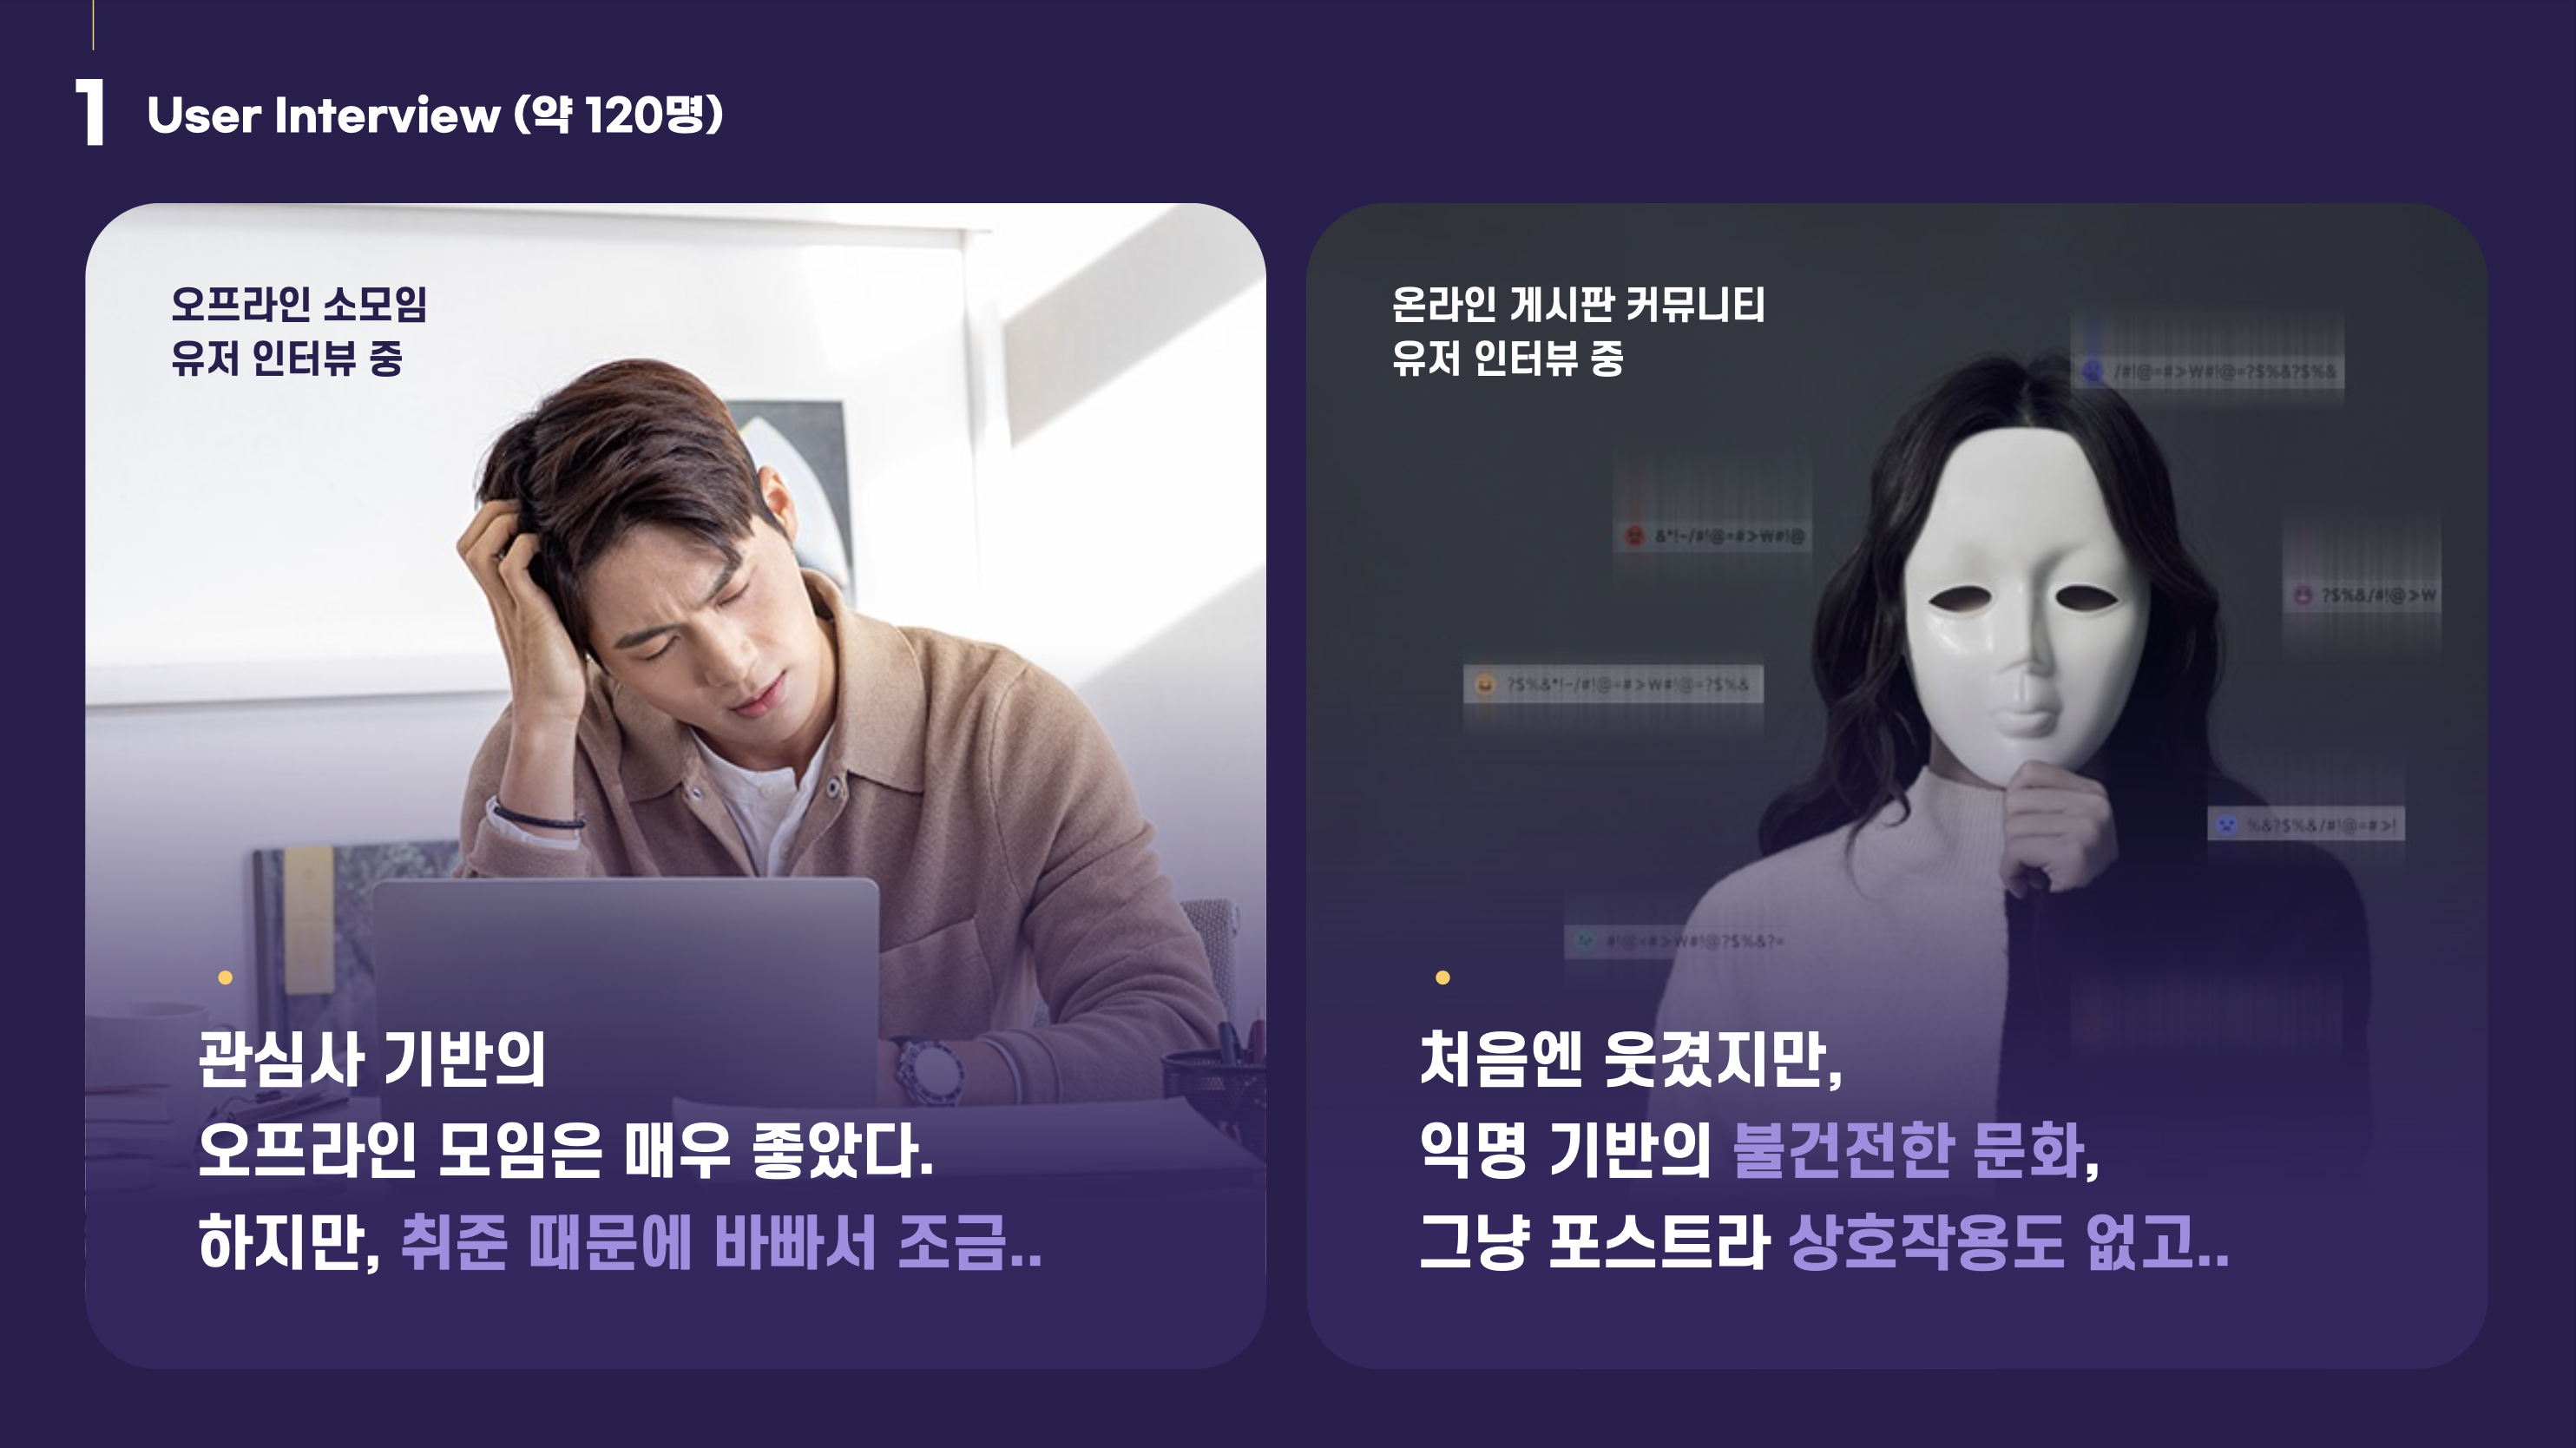 1 User Interview (약 120명)
오프라인 소모임
유저 인터뷰 중
관심사 기반의
오프라인 모임은 매우 좋았다.
하지만, 취준 때문에 바빠서 조금..
온라인 게시판 커뮤니티
유저 인터뷰 중
/#!@=#>₩#!@=?$%&?$%&
&*!~/#!@=#>₩#!@
?$%&/#!@>₩
?$%&*!~/#!@=#>₩#!@=?$%&
%&?$%&/#!@=#>!
#!@=#>₩#!@?$%&?=
처음엔 웃겼지만,
익명 기반의 불건전한 문화,
그냥 포스트라 상호작용도 없고..